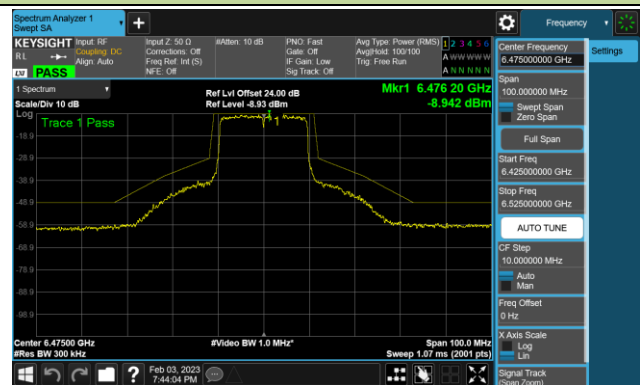 Spectrum Analyzer 1
Swept SA
+
Frequency
KEYSIGHT
RL
Input: RF
Coupling: DC
Align: Auto
Input Z: 50 Ω
Corrections: Off
Freq Ref: Int (S)
NFE: Off
#Atten: 10 dB
PNO: Fast
Gate: Off
IF Gain: Low
Sig Track: Off
Avg Type: Power (RMS)
Avg|Hold: 100/100
Trig: Free Run
1 2 3 4 5 6
A W W W W W
A N N N N N
LXI
PASS
1 Spectrum
Scale/Div 10 dB
Ref Lvl Offset 24.00 dB
Ref Level -8.93 dBm
Mkr1 6.476 20 GHz
-8.942 dBm
Log
Trace 1 Pass
1
-18.9
-28.9
-38.9
-48.9
-58.9
-68.9
-78.9
-88.9
-98.9
Center 6.47500 GHz
#Res BW 300 kHz
#Video BW 1.0 MHz*
Span 100.0 MHz
Sweep 1.07 ms (2001 pts)
Center Frequency
6.475000000 GHz
Settings
Span
100.000000 MHz
Swept Span
Zero Span
Full Span
Start Freq
6.425000000 GHz
Stop Freq
6.525000000 GHz
AUTO TUNE
CF Step
10.000000 MHz
Auto
Man
Freq Offset
0 Hz
X Axis Scale
Log
Lin
Signal Track
(Span Zoom)
?
Feb 03, 2023
7:44:04 PM